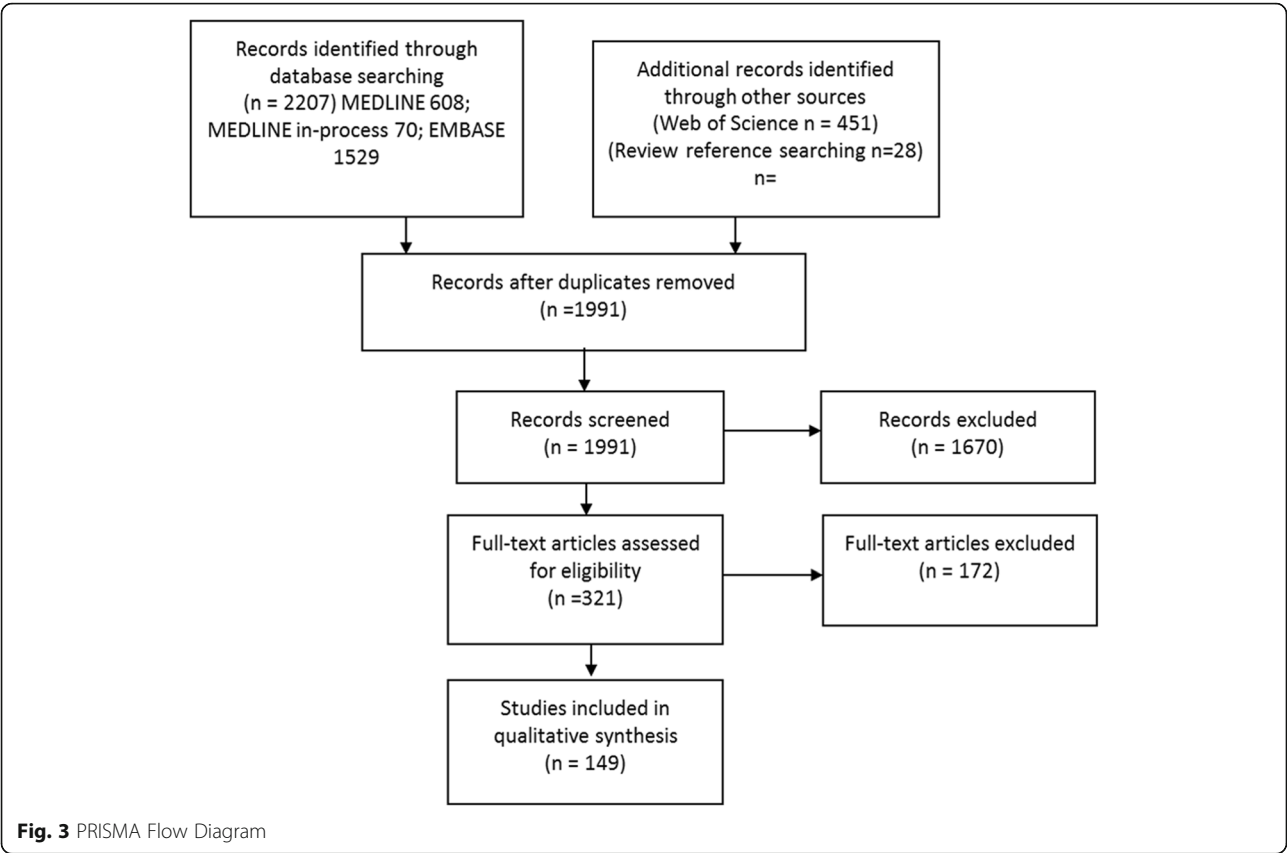 Records identified through
database searching
(n = 2207) MEDLINE 608;
MEDLINE in-process 70; EMBASE
1529
Additional records identified
through other sources
(Web of Science n = 451)
(Review reference searching n=28)
n=
Records after duplicates removed
(n =1991)
Records screened
(n = 1991)
Records excluded
(n = 1670)
Full-text articles assessed
for eligibility
(n =321)
Full-text articles excluded
(n = 172)
Studies included in
qualitative synthesis
(n = 149)
Fig. 3 PRISMA Flow Diagram